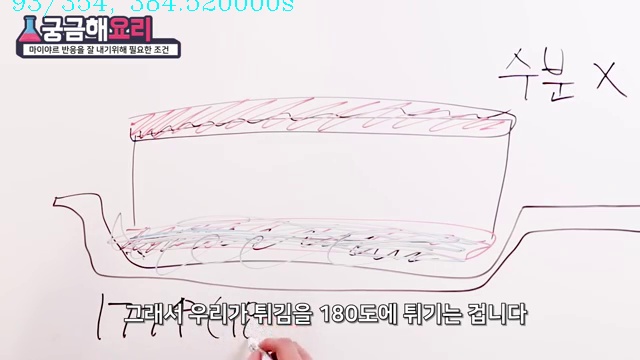 93/354, 384.520000s
궁금해요리
마이야르 반응을 잘 내기위해 필요한 조건
수분 X
그래서 우리가 튀김을 180도에 튀기는 겁니다